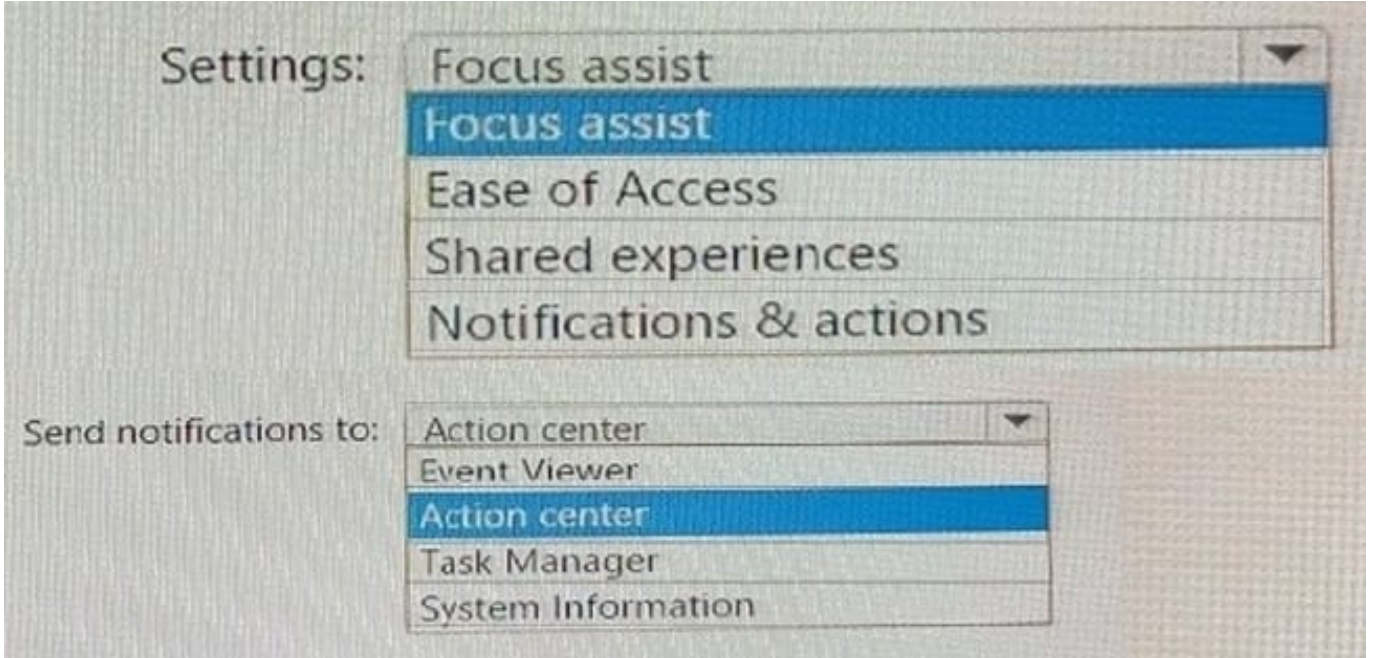 Settings: Focus assist
Focus assist
Ease of Access
Shared experiences
Notifications & actions
Send notifications to: Action center
Event Viewer
Action center
Task Manager
System Information